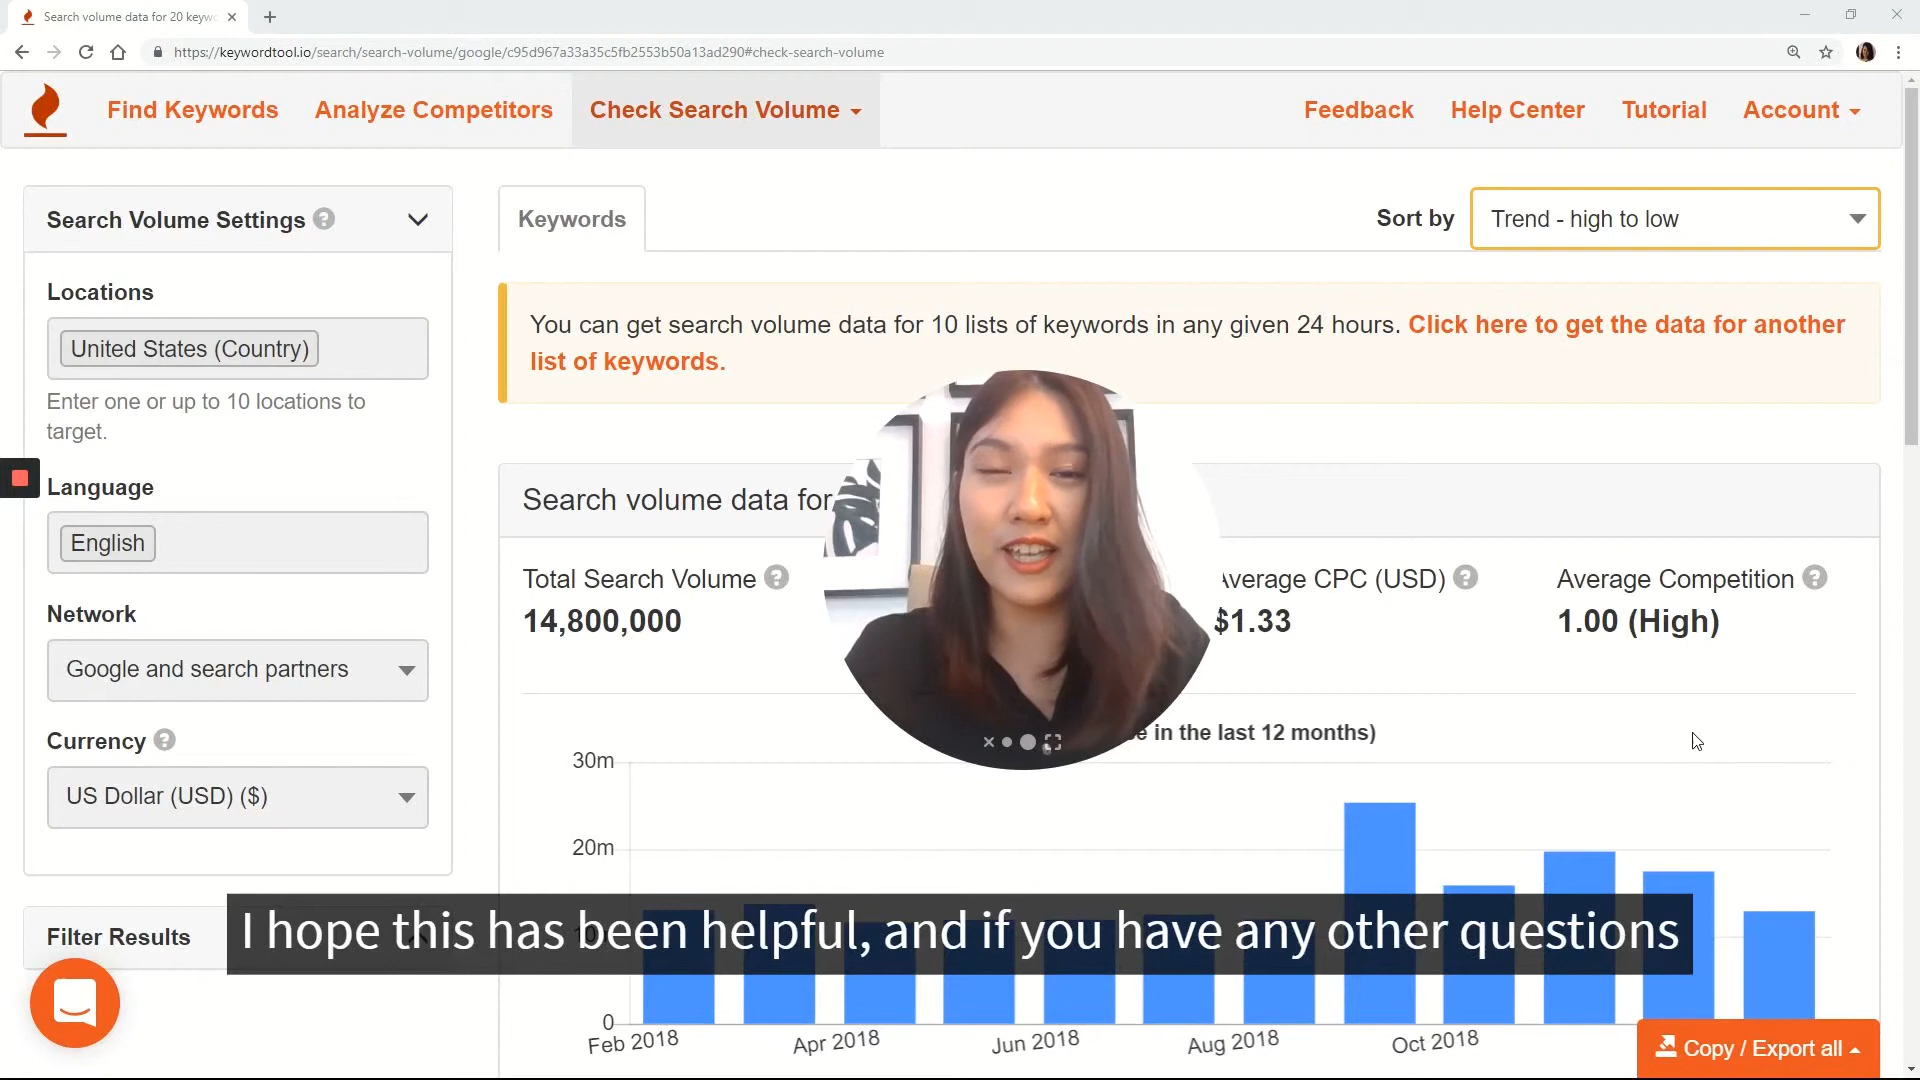 Search volume data for 20 keywo
https://keywordtool.io/search/search-volume/google/c95d967a33a35c5fb2553b50a13ad290#check-search-volume
Find Keywords
Analyze Competitors
Check Search Volume
Feedback
Help Center
Tutorial
Account
Search Volume Settings ?
Keywords
Sort by
Trend - high to low
Locations
United States (Country)
Enter one or up to 10 locations to
target.
You can get search volume data for 10 lists of keywords in any given 24 hours. Click here to get the data for another
list of keywords.
Language
English
Network
Google and search partners
Currency ?
US Dollar (USD) ($)
Filter Results
Search volume data for
Total Search Volume ?
14,800,000
Average CPC (USD) ?
$1.33
Average Competition ?
1.00 (High)
in the last 12 months)
30m
20m
0
Feb 2018
Apr 2018
Jun 2018
Aug 2018
Oct 2018
I hope this has been helpful, and if you have any other questions
Copy / Export all